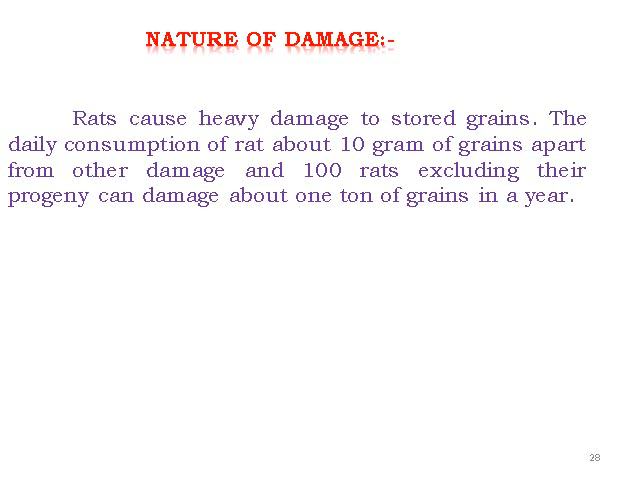 NATURE OF DAMAGE:-
Rats cause heavy damage to stored grains. The
daily consumption of rat about 10 gram of grains apart
from other damage and 100 rats excluding their
progeny can damage about one ton of grains in a year.
28